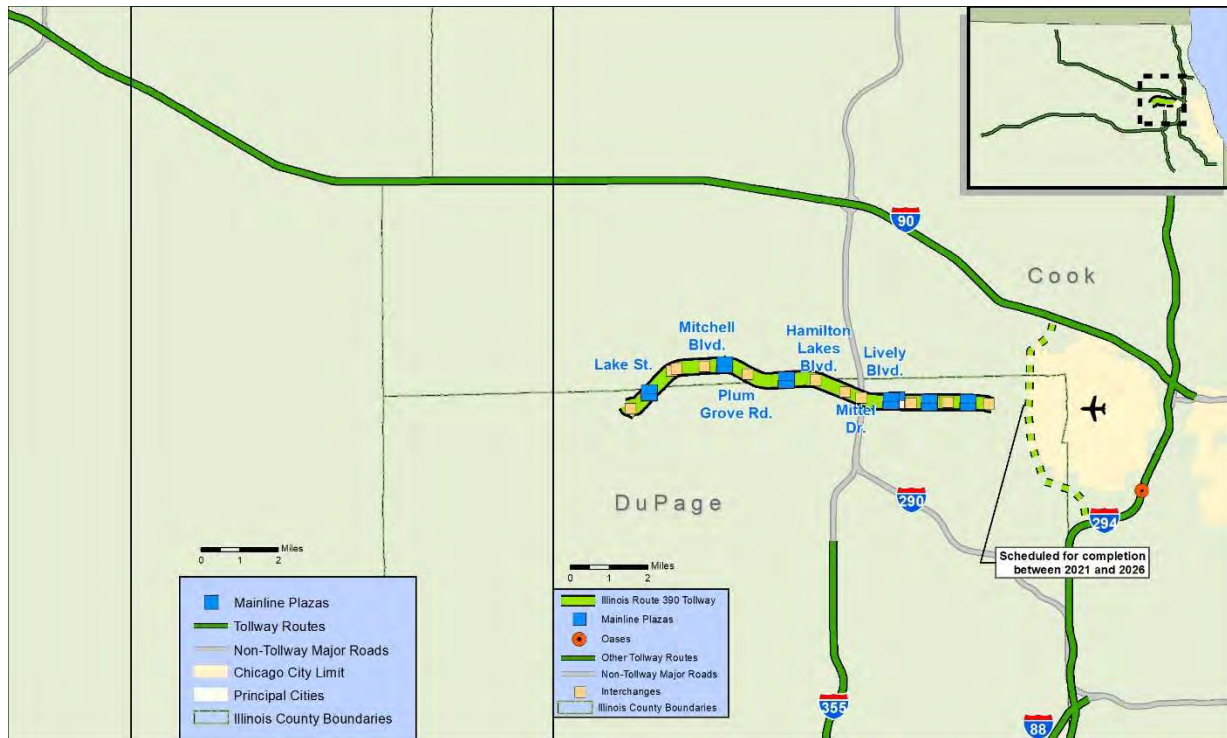 90
Cook
Mitchell
Blvd.
Hamilton
Lakes
Blvd.
Lively
Blvd.
Lake St.
Plum
Grove Rd.
Mittel
Dr.
DuPage
290
294
Scheduled for completion
between 2021 and 2026
355
88
Miles
0 1 2
Mainline Plazas
Tollway Routes
Non-Tollway Major Roads
Chicago City Limit
Principal Cities
Illinois County Boundaries
Miles
0 1 2
Illinois Route 390 Tollway
Mainline Plazas
Oases
Other Tollway Routes
Non-Tollway Major Roads
Interchanges
Illinois County Boundaries